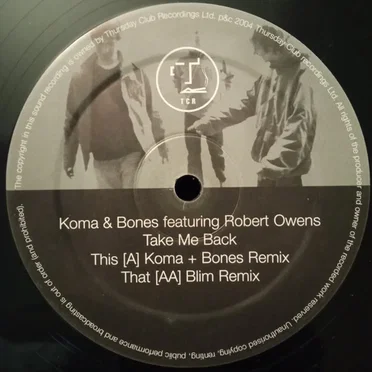 The copyright in this sound recording is owned by Thursday Club Recordings Ltd. p&c 2004 Thursday Club recordings Ltd. All rights of the producer and owner of the recorded work reserved. Unauthorised copying, renting, public performance and broadcasting is out of order (and prohibited).
T
TCR
Koma & Bones featuring Robert Owens
Take Me Back
This [A] Koma + Bones Remix
That [AA] Blim Remix